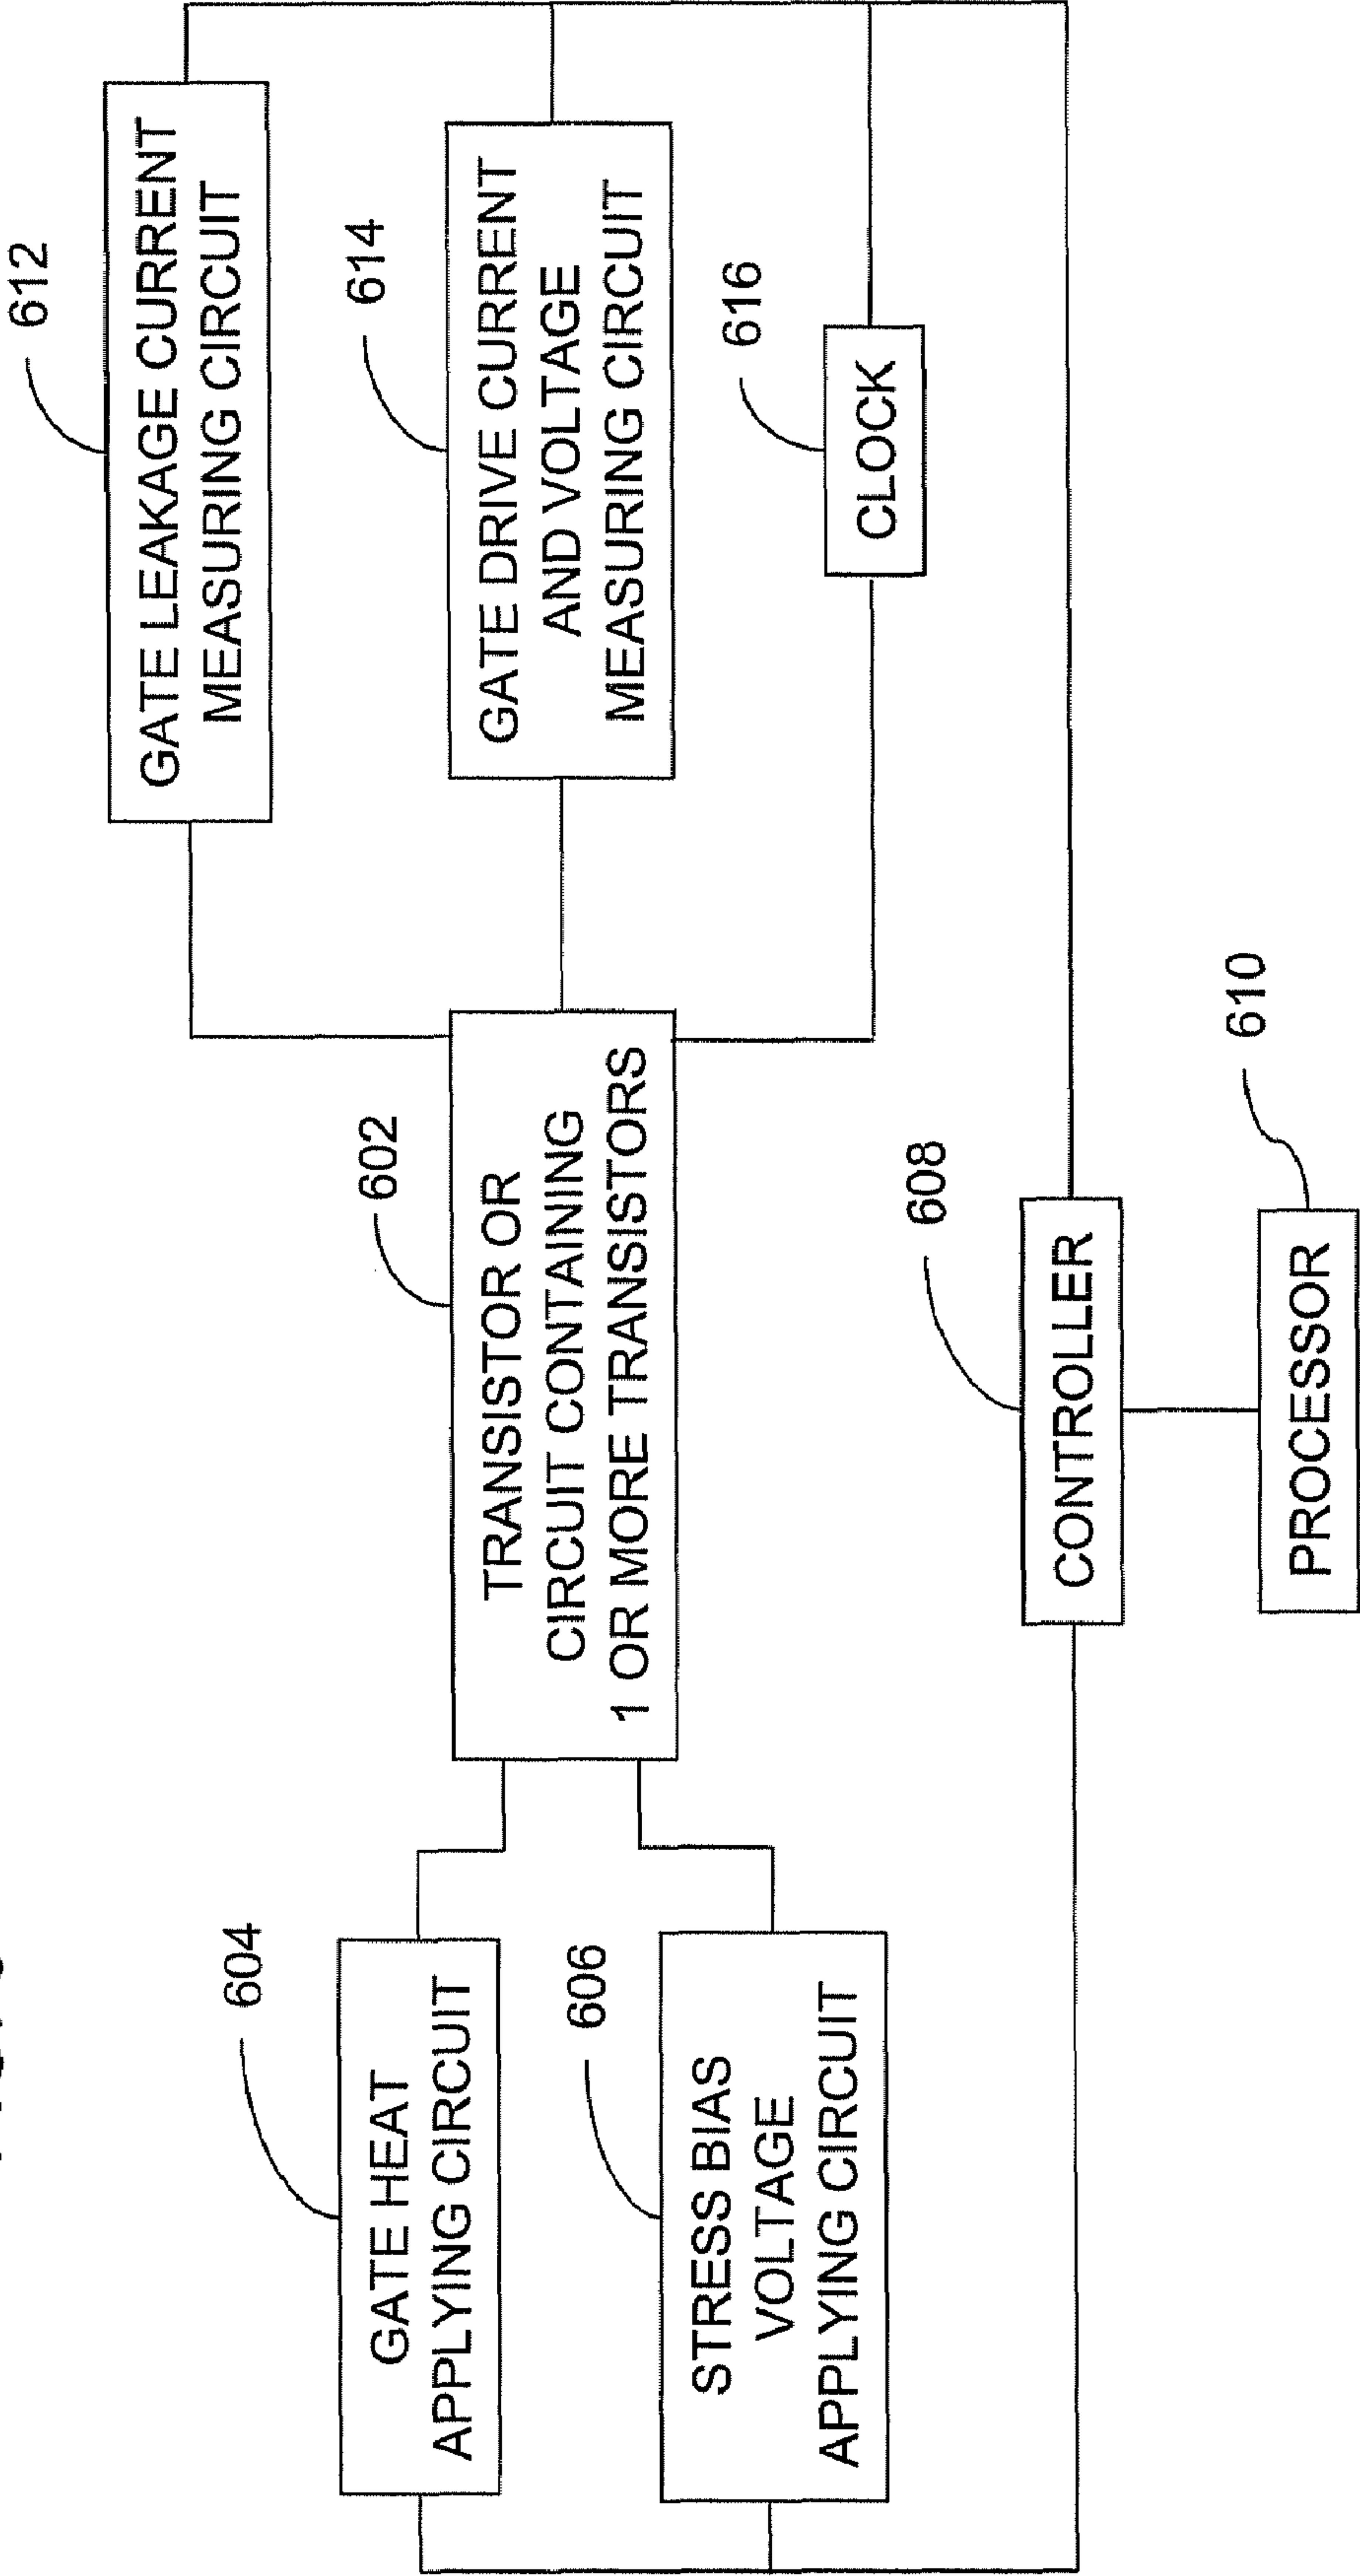 612
GATE LEAKAGE CURRENT
MEASURING CIRCUIT
604
GATE HEAT
APPLYING CIRCUIT
602
TRANSISTOR OR
CIRCUIT CONTAINING
1 OR MORE TRANSISTORS
614
GATE DRIVE CURRENT
AND VOLTAGE
MEASURING CIRCUIT
606
STRESS BIAS
VOLTAGE
APPLYING CIRCUIT
616
CLOCK
608
CONTROLLER
610
PROCESSOR